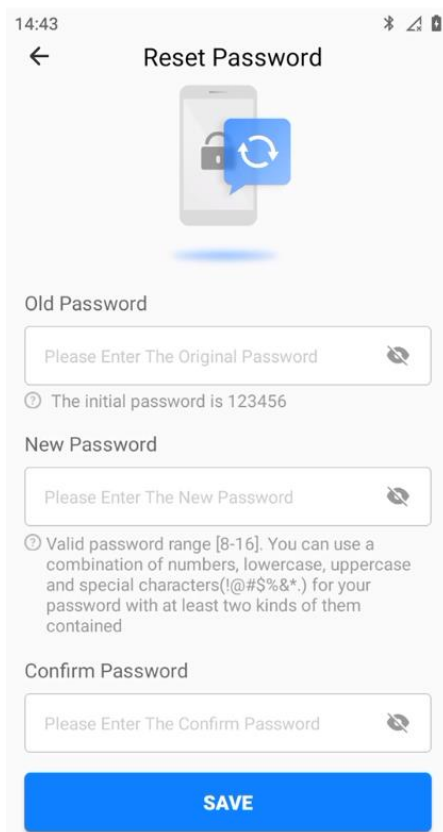 14:43
Reset Password
Old Password
Please Enter The Original Password
The initial password is 123456
New Password
Please Enter The New Password
Valid password range [8-16]. You can use a
combination of numbers, lowercase, uppercase
and special characters(!@#$%&*.) for your
password with at least two kinds of them
contained
Confirm Password
Please Enter The Confirm Password
SAVE